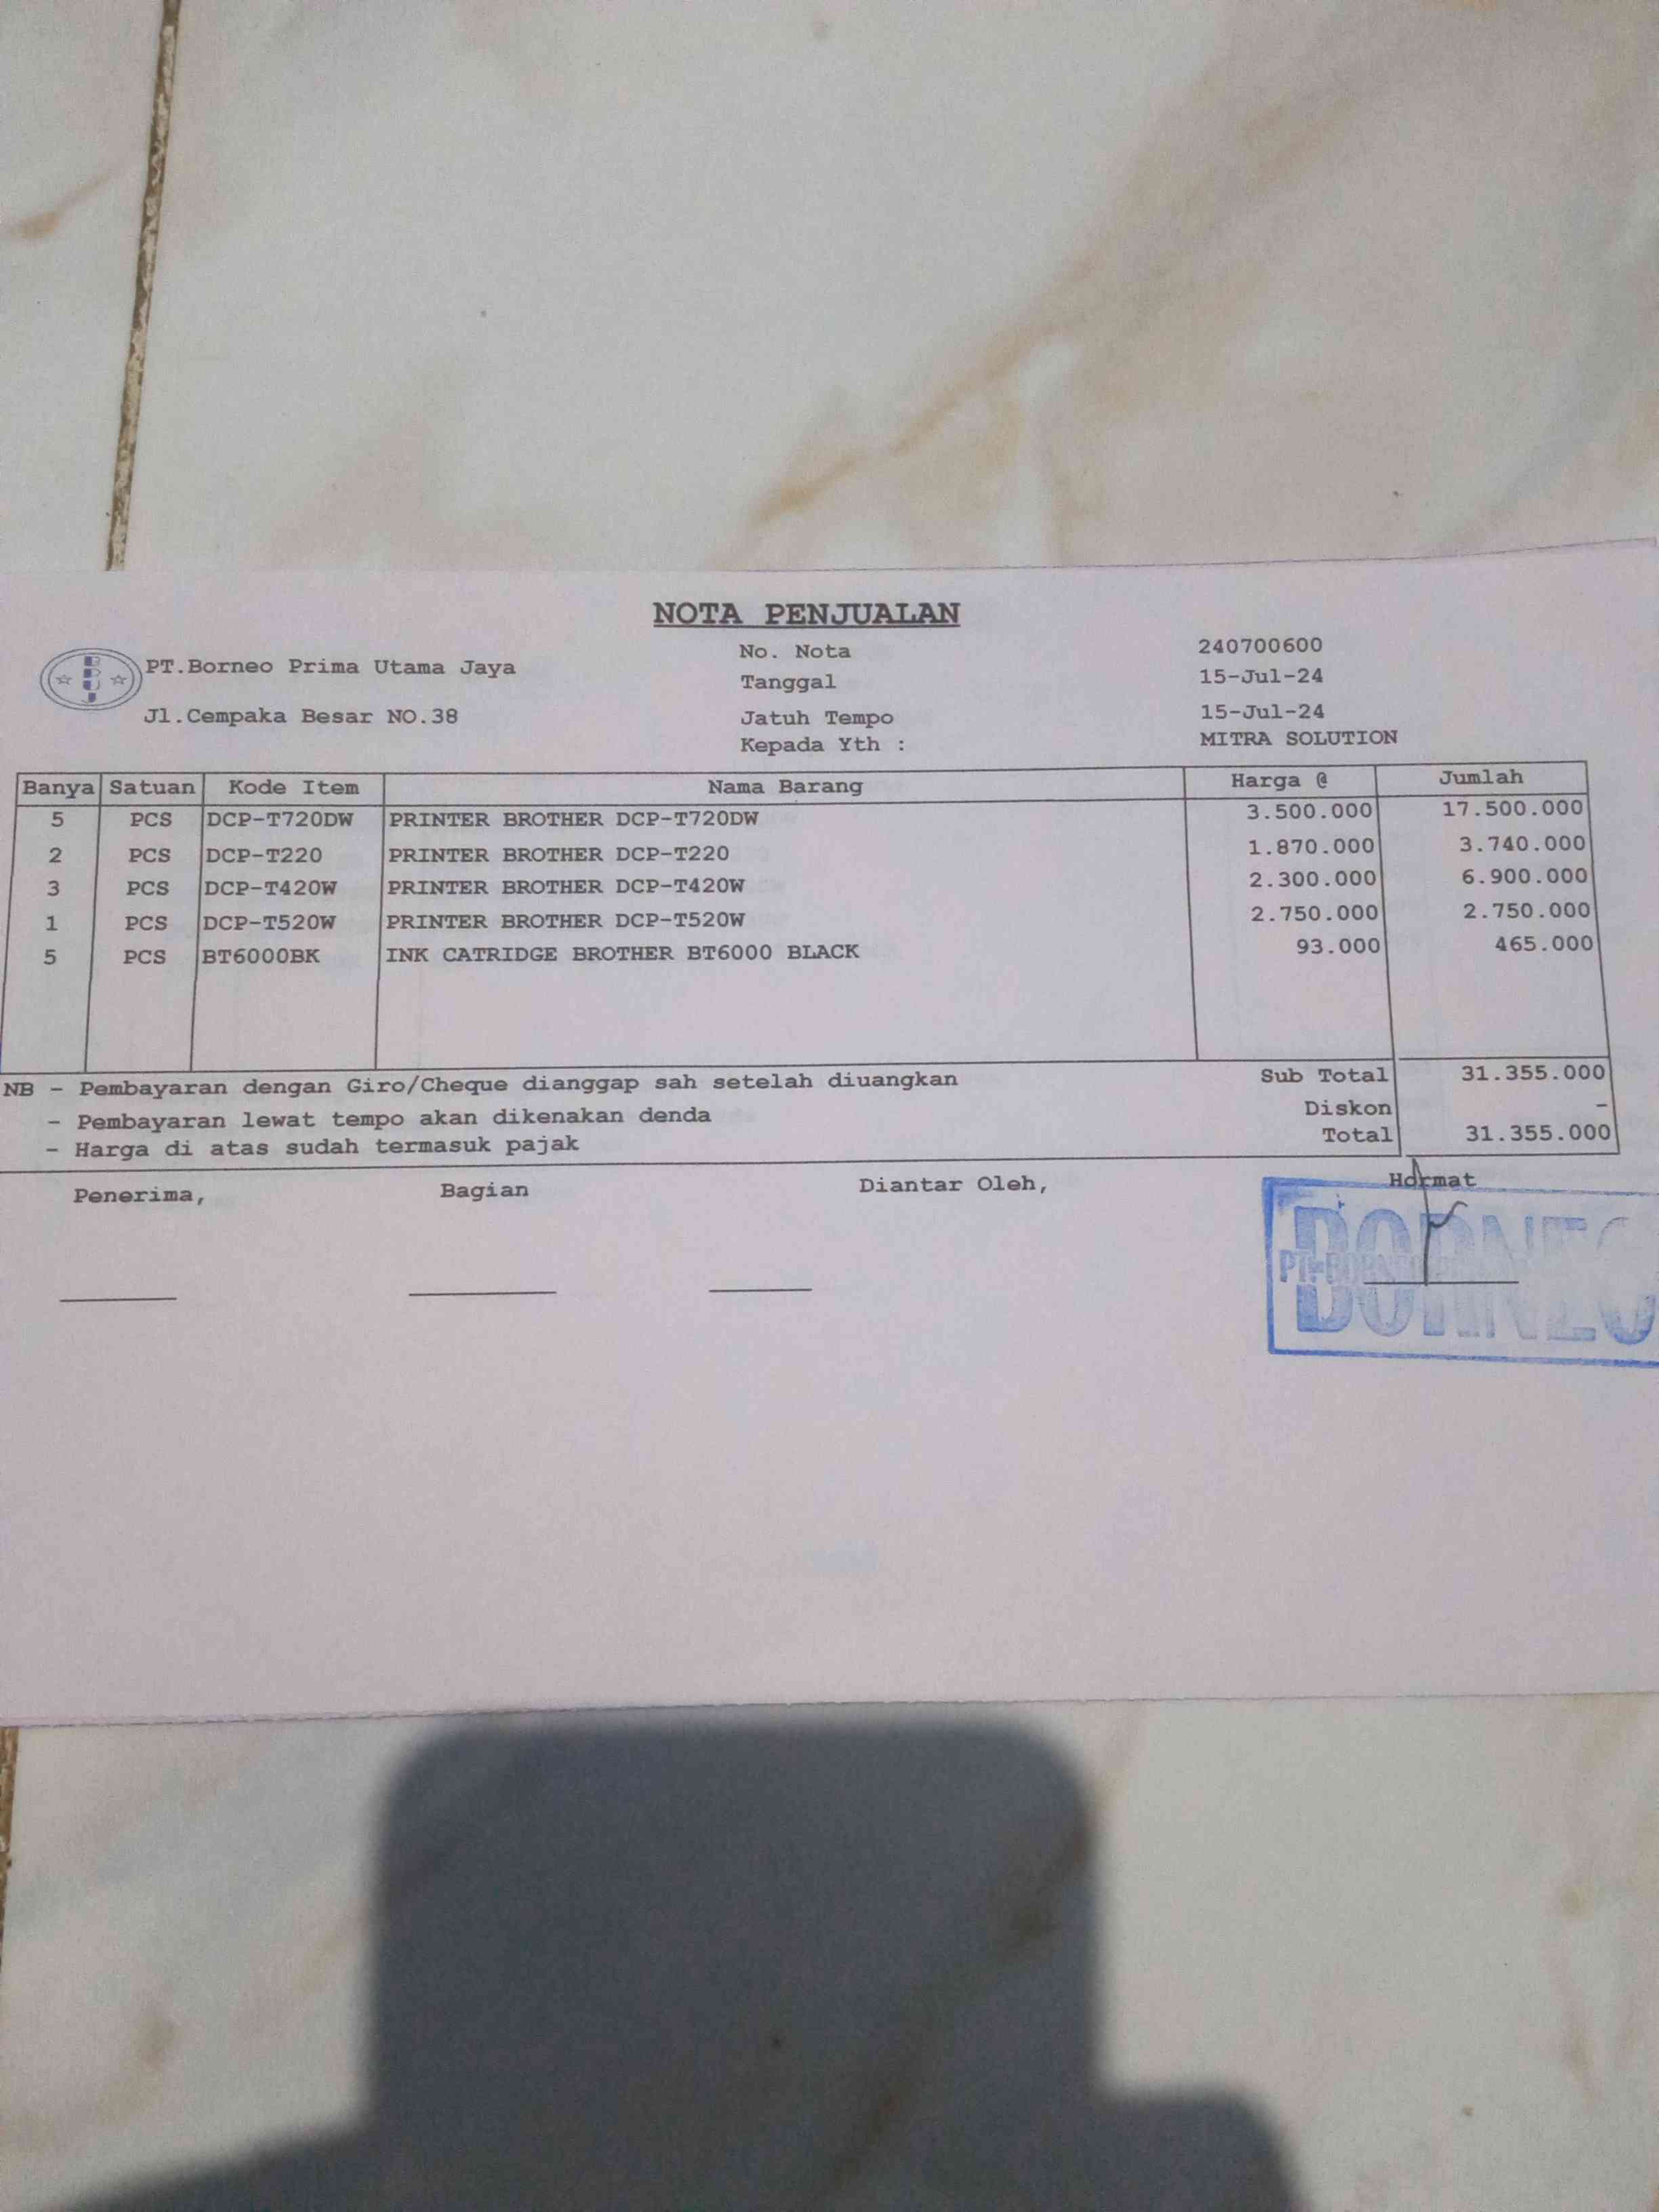 NOTA PENJUALAN
BPUJ
PT.Borneo Prima Utama Jaya
Jl.Cempaka Besar NO.38
No. Nota 240700600
Tanggal 15-Jul-24
Jatuh Tempo 15-Jul-24
Kepada Yth : MITRA SOLUTION
Banya Satuan Kode Item Nama Barang Harga @ Jumlah
5 PCS DCP-T720DW PRINTER BROTHER DCP-T720DW 3.500.000 17.500.000
2 PCS DCP-T220 PRINTER BROTHER DCP-T220 1.870.000 3.740.000
3 PCS DCP-T420W PRINTER BROTHER DCP-T420W 2.300.000 6.900.000
1 PCS DCP-T520W PRINTER BROTHER DCP-T520W 2.750.000 2.750.000
5 PCS BT6000BK INK CATRIDGE BROTHER BT6000 BLACK 93.000 465.000
NB - Pembayaran dengan Giro/Cheque dianggap sah setelah diuangkan Sub Total 31.355.000
- Pembayaran lewat tempo akan dikenakan denda Diskon -
- Harga di atas sudah termasuk pajak Total 31.355.000
Penerima, Bagian Diantar Oleh, Hormat
BORNEO
PT. BORNEO